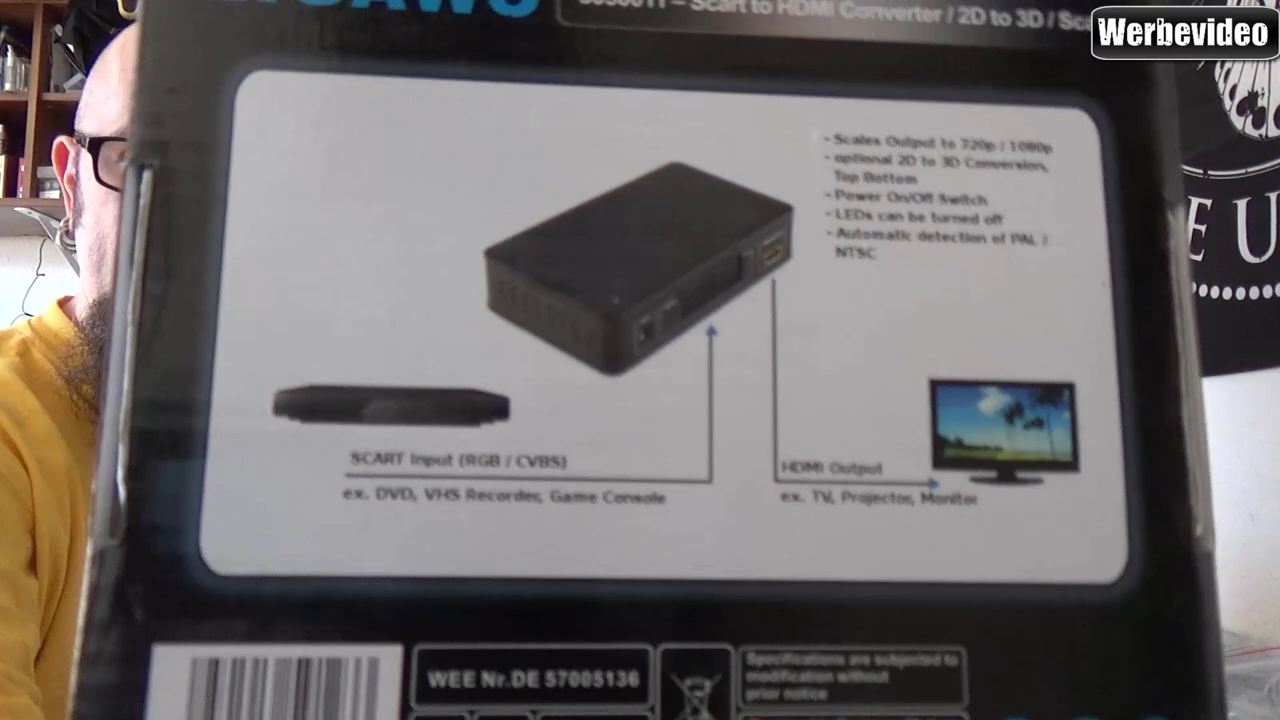 Scart to HDMI Converter / 2D to 3D /
Werbevideo
- Scales Output to 720p / 1080p
- optional 2D to 3D Conversion,
Top Bottom
- Power On/Off Switch
- LEDs can be turned off
- Automatic detection of PAL /
NTSC
E U
SCART Input (RGB / CVBS)
ex. DVD, VHS Recorder, Game Console
HDMI Output
ex. TV, Projector, Monitor
WEE Nr.DE 57005136
Specifications are subjected to
modification without
prior notice